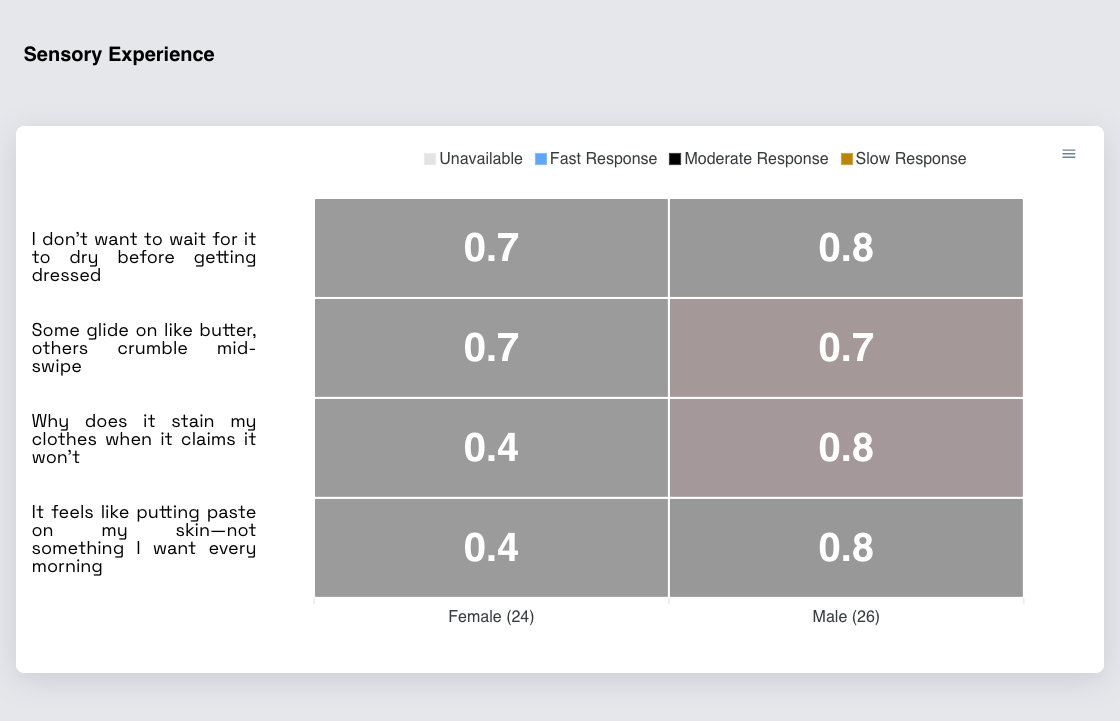 Sensory Experience
Unavailable Fast Response Moderate Response Slow Response
I don't want to wait for it
to dry before getting
dressed
0.7 0.8
Some glide on like butter,
others crumble mid-
swipe
0.7 0.7
Why does it stain my
clothes when it claims it
won't
0.4 0.8
It feels like putting paste
on my skin—not
something I want every
morning
0.4 0.8
Female (24) Male (26)